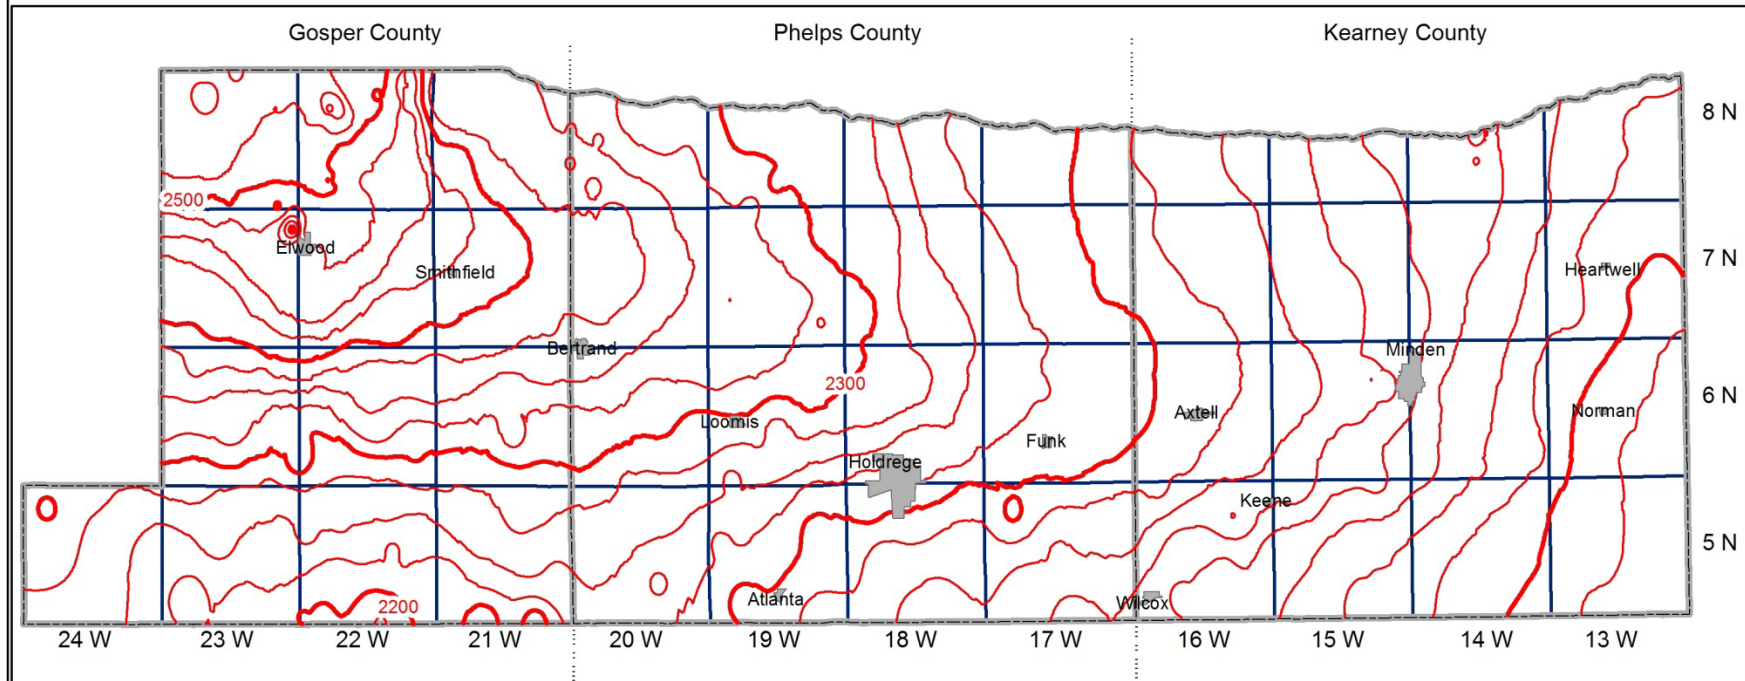 Gosper County Phelps County Kearney County
8 N
2500
Elwood
7 N
Smithfield
Heartwell
Bertrand
Minden
2300
6 N
Loomis
Axtell
Norman
Funk
Holdrege
Keene
5 N
2200
Atlanta
Wilcox
24 W 23 W 22 W 21 W 20 W 19 W 18 W 17 W 16 W 15 W 14 W 13 W